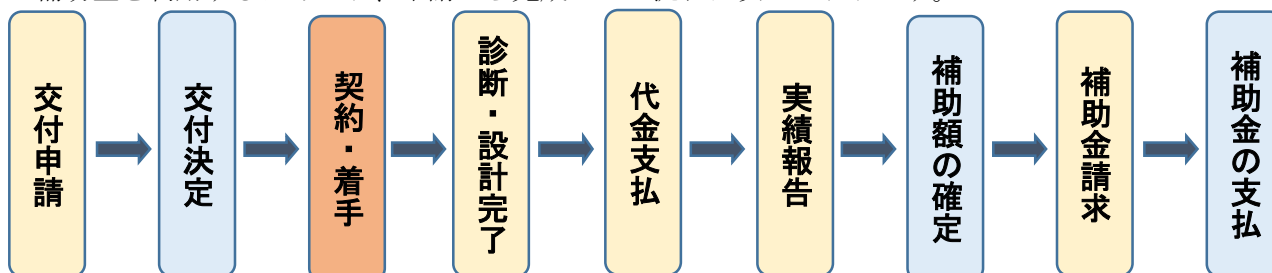 交付申請
交付決定
契約・着手
診断・設計完了
代金支払
実績報告
補助額の確定
補助金請求
補助金の支払